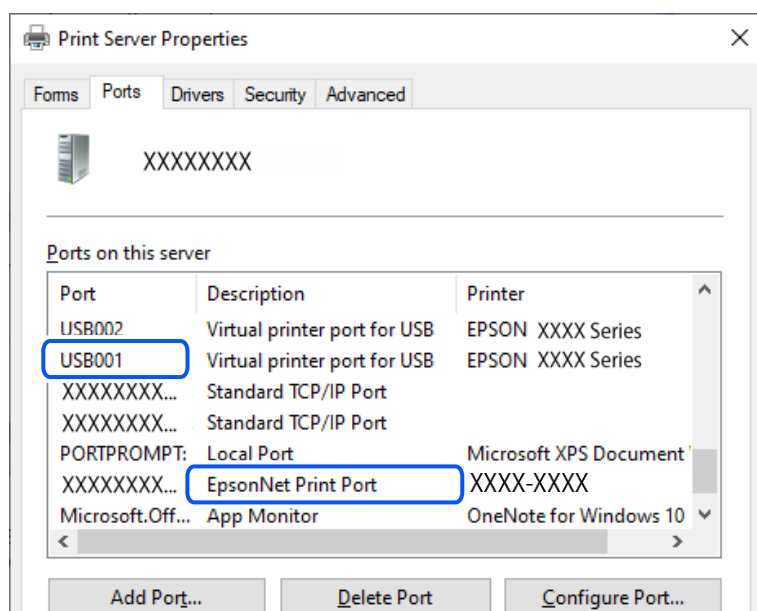 Print Server Properties
Forms Ports Drivers Security Advanced
XXXXXXXX
Ports on this server
Port Description Printer
USB002 Virtual printer port for USB EPSON XXXX Series
USB001 Virtual printer port for USB EPSON XXXX Series
XXXXXXXX... Standard TCP/IP Port
XXXXXXXX... Standard TCP/IP Port
PORTPROMPT: Local Port Microsoft XPS Document
XXXXXXXX... EpsonNet Print Port XXXX-XXXX
Microsoft.Off... App Monitor OneNote for Windows 10
Add Port... Delete Port Configure Port...